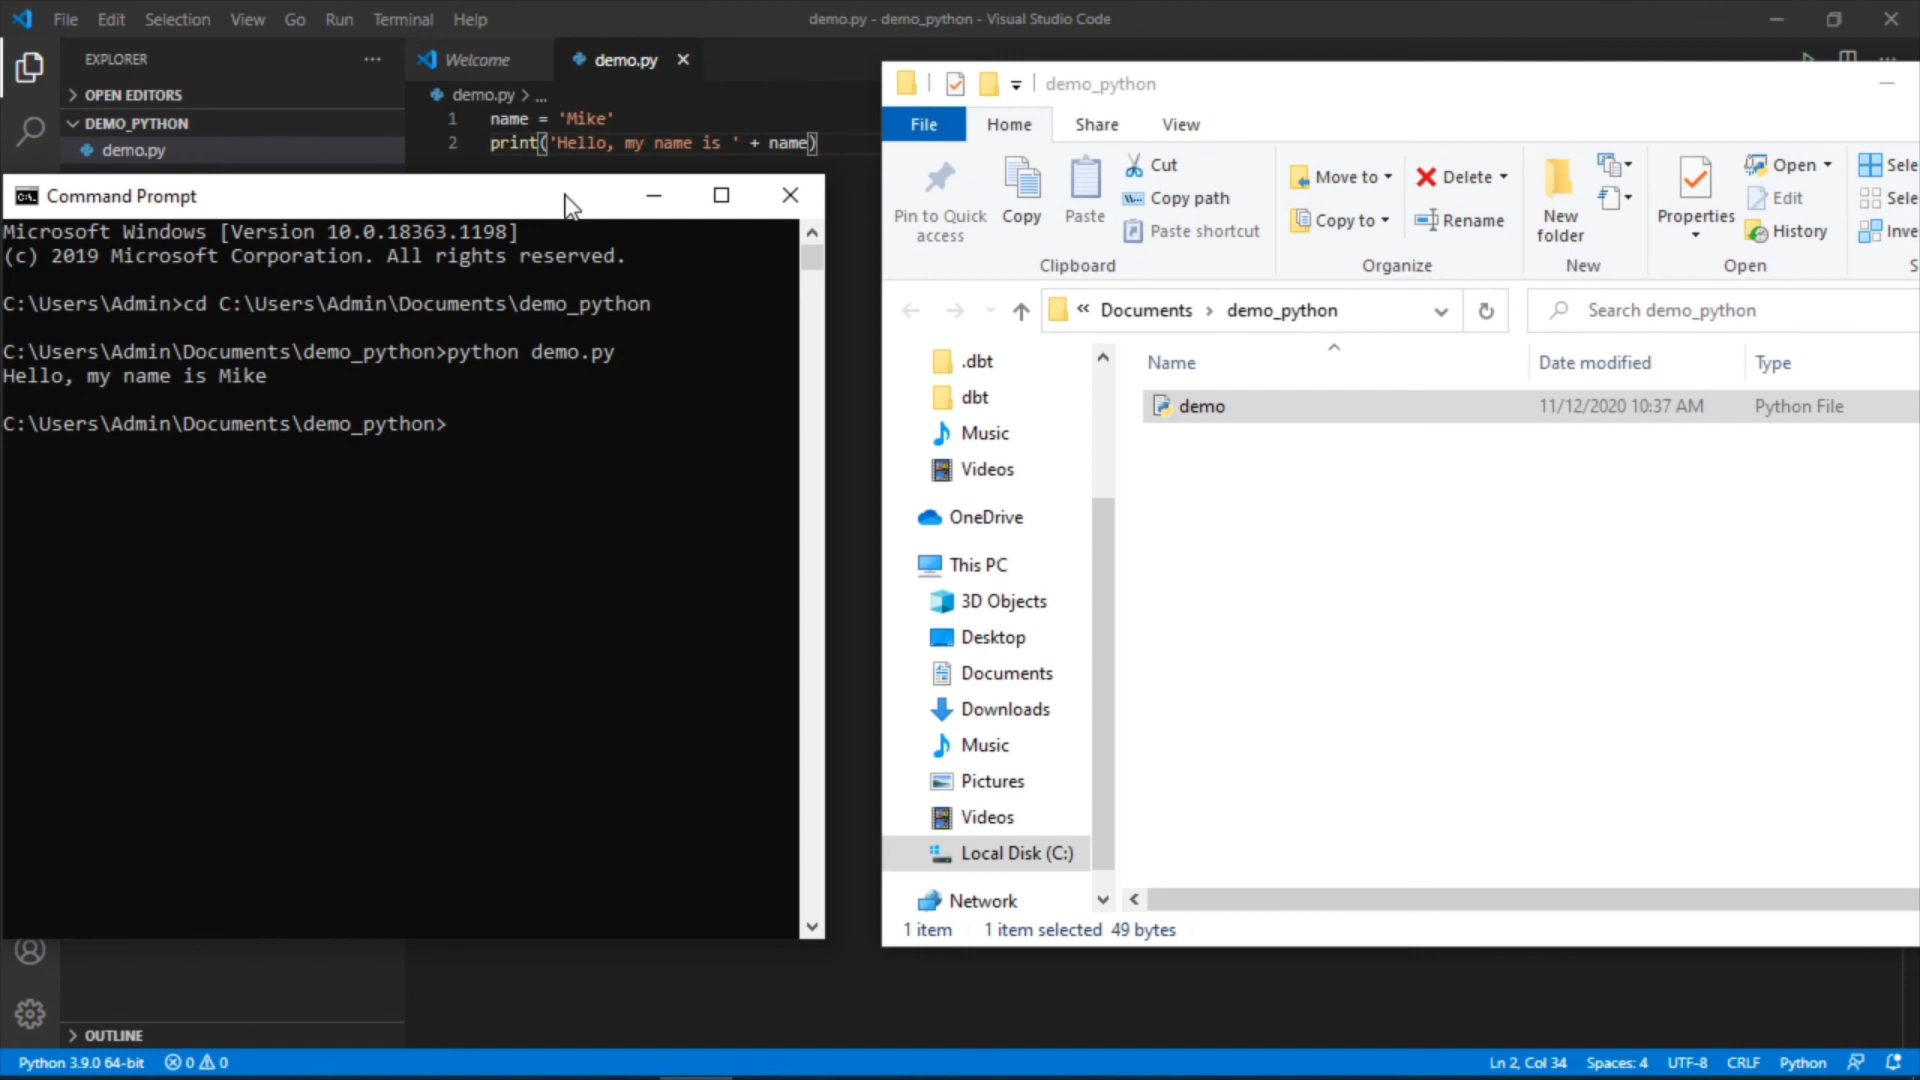 File Edit Selection View Go Run Terminal Help
demo.py - demo_python - Visual Studio Code
EXPLORER
Welcome
demo.py
OPEN EDITORS
DEMO_PYTHON
demo.py
demo.py > ...
1 name = 'Mike'
2 print('Hello, my name is ' + name)
Command Prompt
Microsoft Windows [Version 10.0.18363.1198]
(c) 2019 Microsoft Corporation. All rights reserved.
C:\Users\Admin>cd C:\Users\Admin\Documents\demo_python
C:\Users\Admin\Documents\demo_python>python demo.py
Hello, my name is Mike
C:\Users\Admin\Documents\demo_python>
demo_python
File Home Share View
Pin to Quick access
Copy
Paste
Cut
Copy path
Paste shortcut
Clipboard
Move to
Copy to
Delete
Rename
Organize
New folder
New
Properties
Open
Edit
History
Open
Sele
Sele
Inve
S
« Documents > demo_python
Search demo_python
Name Date modified Type
demo 11/12/2020 10:37 AM Python File
.dbt
dbt
Music
Videos
OneDrive
This PC
3D Objects
Desktop
Documents
Downloads
Music
Pictures
Videos
Local Disk (C:)
Network
1 item 1 item selected 49 bytes
OUTLINE
Python 3.9.0 64-bit 0 0
Ln 2, Col 34 Spaces: 4 UTF-8 CRLF Python